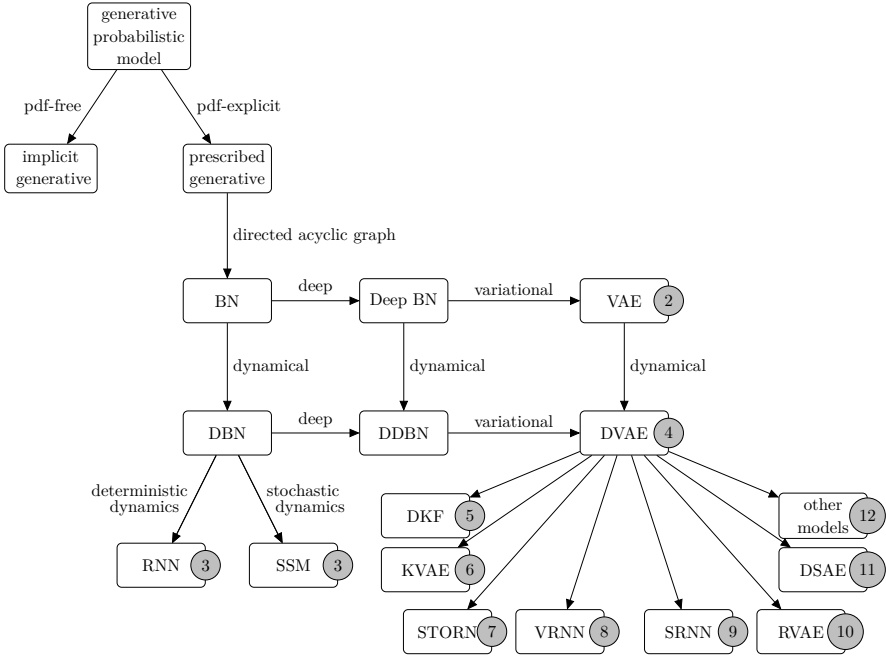 generative
probabilistic
model
pdf-free
pdf-explicit
implicit
generative
prescribed
generative
directed acyclic graph
BN
deep
Deep BN
variational
VAE
2
dynamical
dynamical
dynamical
DBN
deep
DDBN
variational
DVAE
4
deterministic
dynamics
stochastic
dynamics
RNN
3
SSM
3
DKF
5
other
models
12
KVAE
6
DSAE
11
STORN
7
VRNN
8
SRNN
9
RVAE
10